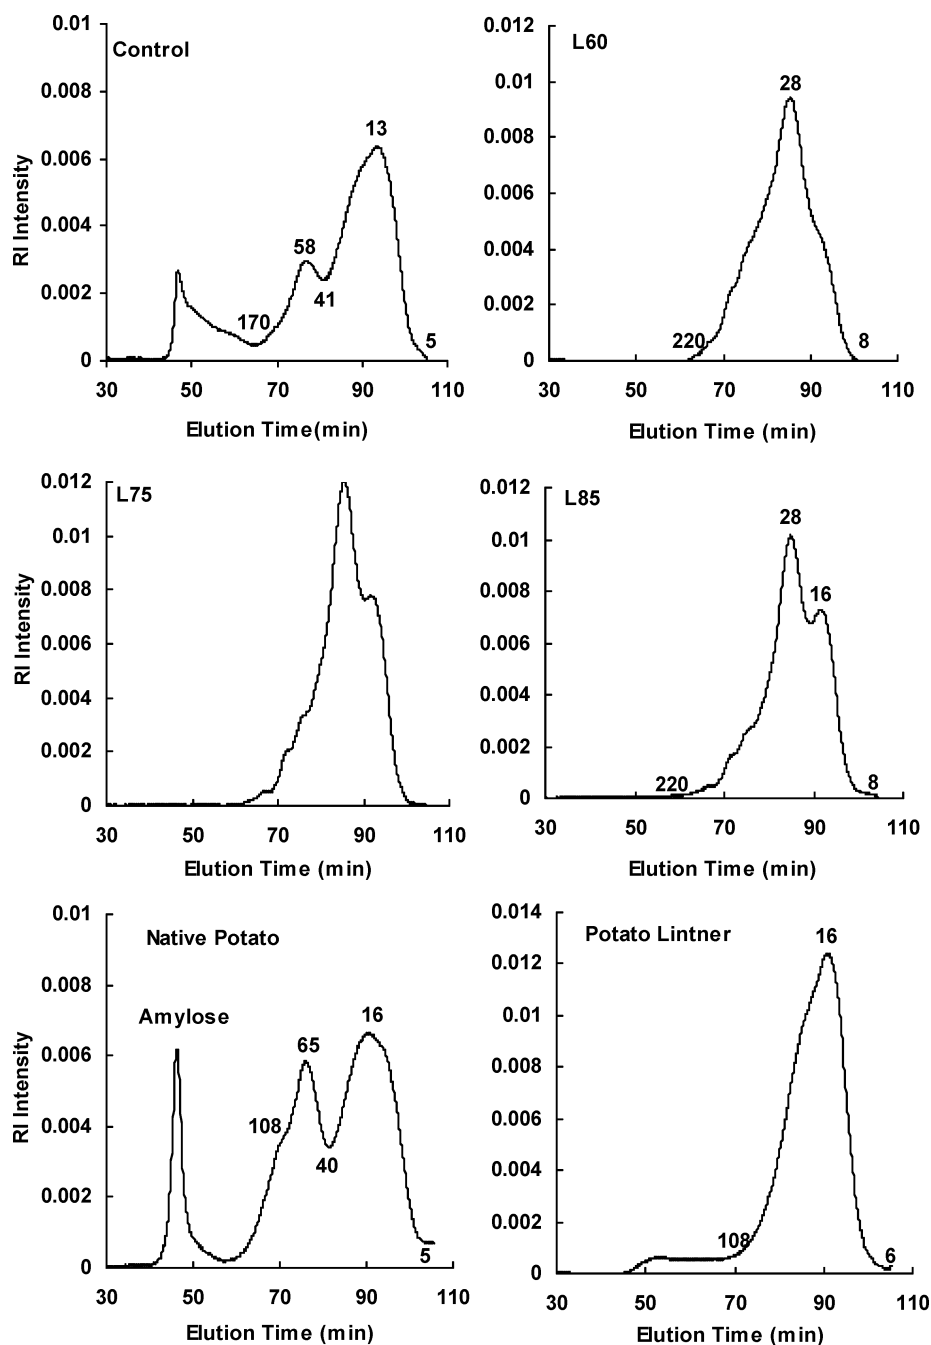 0.01
Control
0.008
13
0.006
RI Intensity
0.004
58
0.002
170
41
5
0
30 50 70 90 110
Elution Time(min)
0.012
L60
0.01
28
0.008
0.006
0.004
0.002
220
8
0
30 50 70 90 110
Elution Time (min)
0.012
L75
0.01
0.008
RI Intensity
0.006
0.004
0.002
0
30 50 70 90 110
Elution Time (min)
0.012
L85
28
0.01
16
0.008
0.006
0.004
0.002
220
8
0
30 50 70 90 110
Elution Time (min)
0.01
Native Potato
0.008
Amylose
16
65
0.006
RI Intensity
108
0.004
40
0.002
5
0
30 50 70 90 110
Elution Time (min)
0.014
Potato Lintner
16
0.012
0.01
0.008
0.006
0.004
0.002
108
6
0
30 50 70 90 110
Elution Time (min)